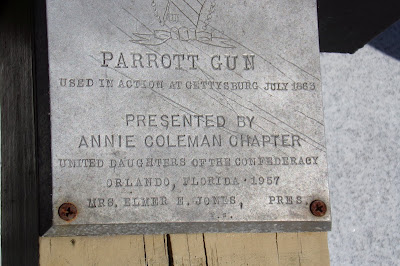 PARROTT GUN
USED IN ACTION AT GETTYSBURG JULY 1863
PRESENTED BY
ANNIE COLEMAN CHAPTER
UNITED DAUGHTERS OF THE CONFEDERACY
ORLANDO, FLORIDA · 1957
MRS. ELMER E. JONES, PRES.